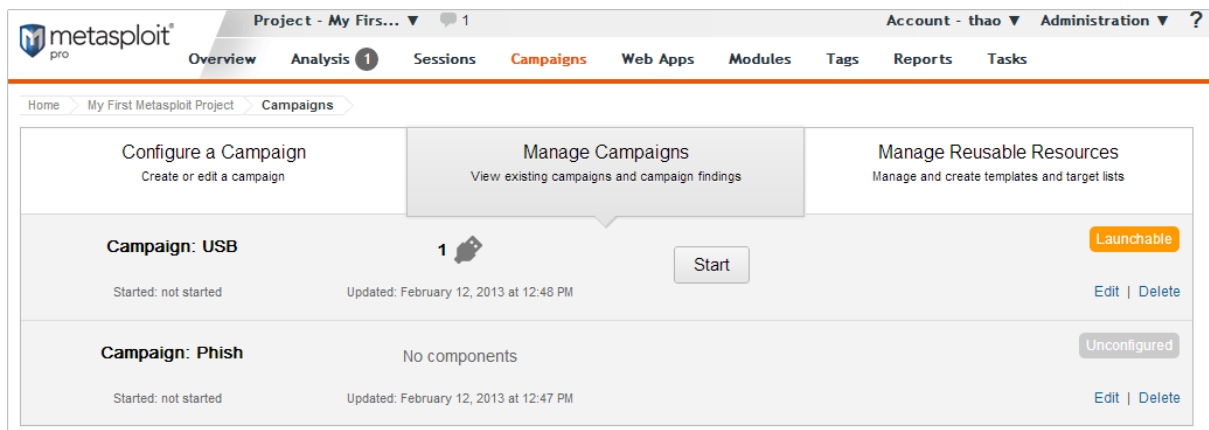 metasploit®
pro
Project - My Firs... ▼ 1 Account - thao ▼ Administration ▼ ?
Overview Analysis 1 Sessions Campaigns Web Apps Modules Tags Reports Tasks
Home My First Metasploit Project Campaigns
Configure a Campaign
Create or edit a campaign
Manage Campaigns
View existing campaigns and campaign findings
Manage Reusable Resources
Manage and create templates and target lists
Campaign: USB 1 Start Launchable
Started: not started Updated: February 12, 2013 at 12:48 PM Edit | Delete
Campaign: Phish No components Unconfigured
Started: not started Updated: February 12, 2013 at 12:47 PM Edit | Delete